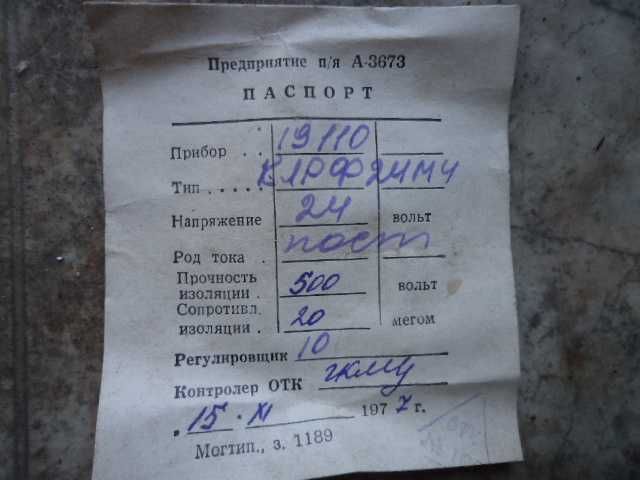 Предприятие п/я А-3673
ПАСПОРТ
Прибор . . 19110
Тип . . . . .
Напряжение 24 вольт
Род тока . пост
Прочность
изоляции . 500 вольт
Сопротивл.
изоляции . 20 мегом
Регулировщик 10
Контролер ОТК
. 15 . XI 1977 г.
Могтип., з. 1189